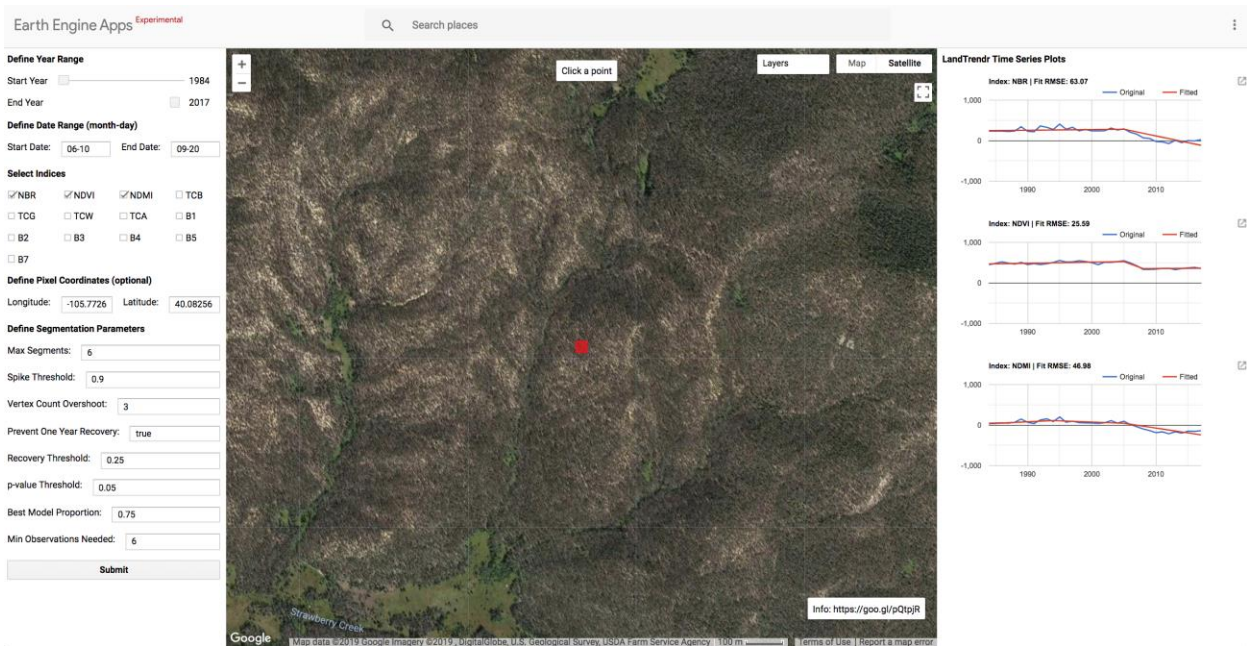 Earth Engine Apps Experimental
Search places
Define Year Range
Start Year 1984
End Year 2017
Define Date Range (month-day)
Start Date: 06-10 End Date: 09-20
Select Indices
NBR NDVI NDMI TCB
TCG TCW TCA B1
B2 B3 B4 B5
B7
Define Pixel Coordinates (optional)
Longitude: -105.7726 Latitude: 40.08256
Define Segmentation Parameters
Max Segments: 6
Spike Threshold: 0.9
Vertex Count Overshoot: 3
Prevent One Year Recovery: true
Recovery Threshold: 0.25
p-value Threshold: 0.05
Best Model Proportion: 0.75
Min Observations Needed: 6
Submit
+
−
Click a point
Layers
Map Satellite
Strawberry Creek
Info: https://goo.gl/pQtpjR
Google
Map data ©2019 Google Imagery ©2019 , DigitalGlobe, U.S. Geological Survey, USDA Farm Service Agency 100 m Terms of Use Report a map error
LandTrendr Time Series Plots
Index: NBR | Fit RMSE: 63.07
Original Fitted
1,000
0
-1,000
1990 2000 2010
Index: NDVI | Fit RMSE: 25.59
Original Fitted
1,000
0
-1,000
1990 2000 2010
Index: NDMI | Fit RMSE: 46.98
Original Fitted
1,000
0
-1,000
1990 2000 2010